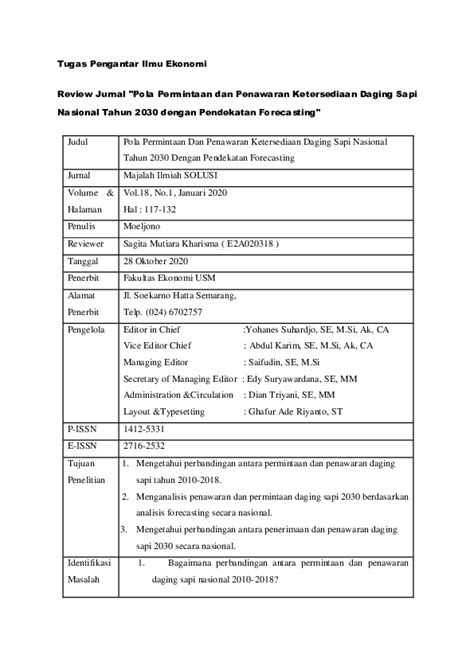 Tugas Pengantar Ilmu Ekonomi
Review Jurnal "Pola Permintaan dan Penawaran Ketersediaan Daging Sapi
Nasional Tahun 2030 dengan Pendekatan Forecasting"
Judul Pola Permintaan Dan Penawaran Ketersediaan Daging Sapi Nasional
Tahun 2030 Dengan Pendekatan Forecasting
Jurnal Majalah Ilmiah SOLUSI
Volume & Vol.18, No.1, Januari 2020
Halaman Hal : 117-132
Penulis Moeljono
Reviewer Sagita Mutiara Kharisma ( E2A020318 )
Tanggal 28 Oktober 2020
Penerbit Fakultas Ekonomi USM
Alamat Jl. Soekarno Hatta Semarang,
Penerbit Telp. (024) 6702757
Pengelola Editor in Chief :Yohanes Suhardjo, SE, M.Si, Ak, CA
Vice Editor Chief : Abdul Karim, SE, M.Si, Ak, CA
Managing Editor : Saifudin, SE, M.Si
Secretary of Managing Editor : Edy Suryawardana, SE, MM
Administration &Circulation : Dian Triyani, SE, MM
Layout &Typesetting : Ghafur Ade Riyanto, ST
P-ISSN 1412-5331
E-ISSN 2716-2532
Tujuan 1. Mengetahui perbandingan antara permintaan dan penawaran daging
Penelitian sapi tahun 2010-2018.
2. Menganalisis penawaran dan permintaan daging sapi 2030 berdasarkan
analisis forecasting secara nasional.
3. Mengetahui perbandingan antara penerimaan dan penawaran daging
sapi 2030 secara nasional.
Identifikasi 1. Bagaimana perbandingan antara permintaan dan penawaran
Masalah daging sapi nasional 2010-2018?